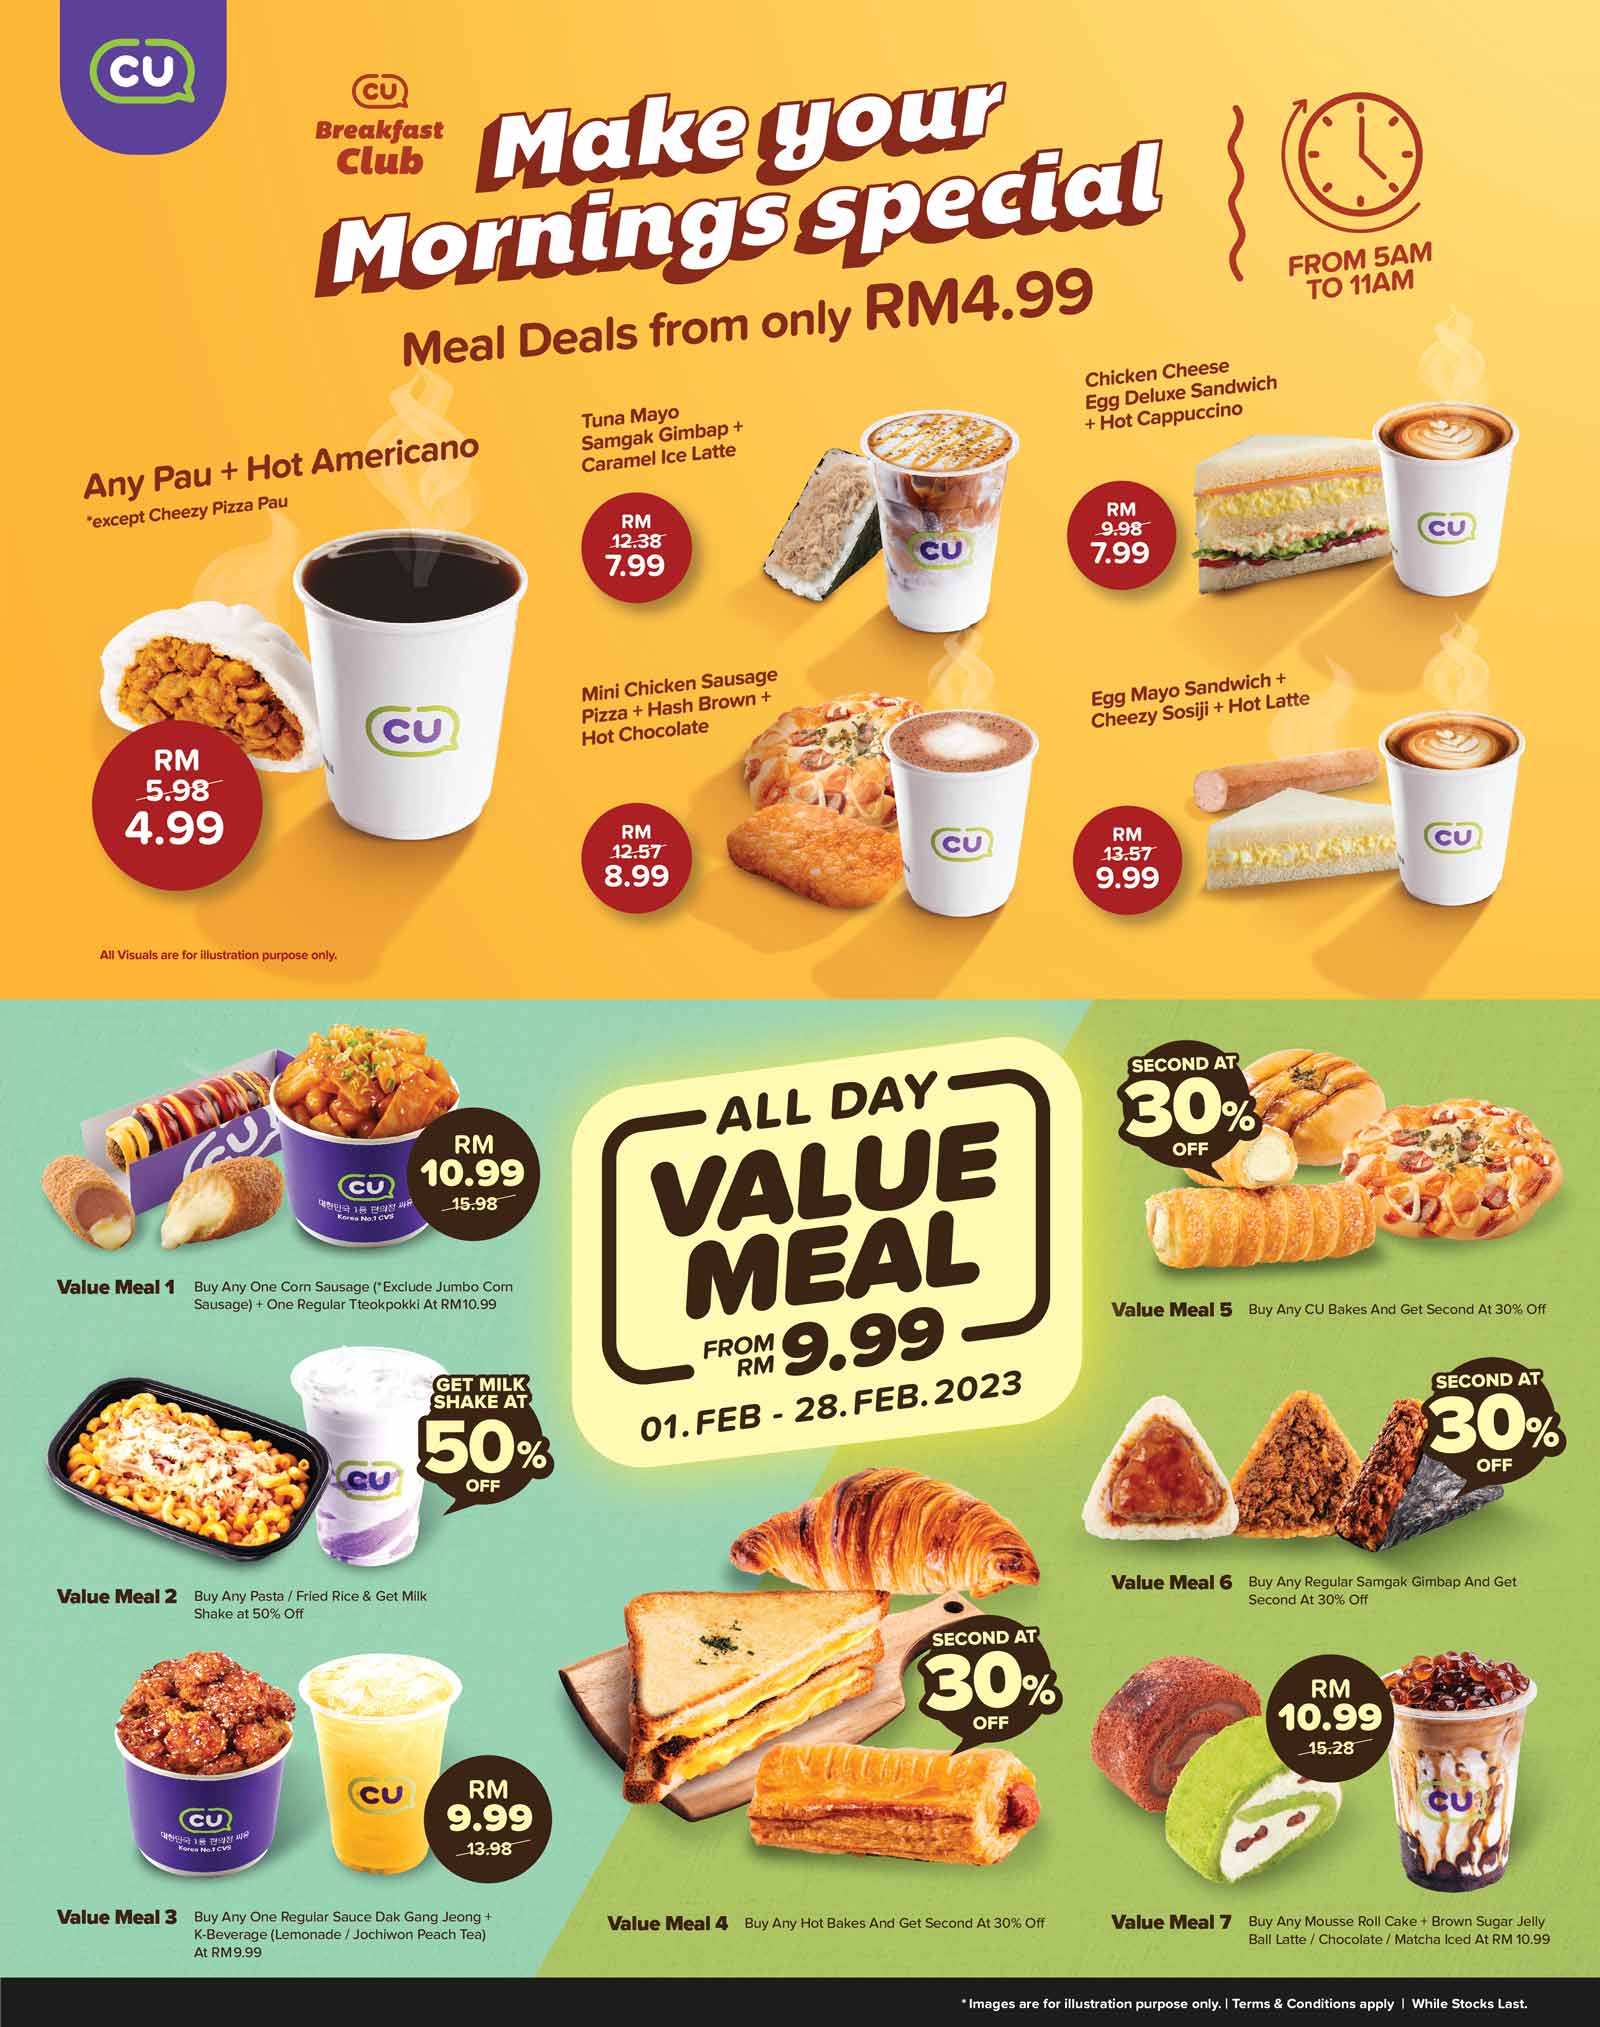 CU
CU
Breakfast
Club
Make your
Mornings special
Meal Deals from only RM4.99
FROM 5AM
TO 11AM
Any Pau + Hot Americano
*except Cheezy Pizza Pau
CU
RM
5.98
4.99
Tuna Mayo
Samgak Gimbap +
Caramel Ice Latte
RM
12.38
7.99
CU
Chicken Cheese
Egg Deluxe Sandwich
+ Hot Cappuccino
RM
9.98
7.99
CU
Mini Chicken Sausage
Pizza + Hash Brown +
Hot Chocolate
RM
12.57
8.99
CU
Egg Mayo Sandwich +
Cheezy Sosiji + Hot Latte
RM
13.57
9.99
CU
All Visuals are for illustration purpose only.
ALL DAY
VALUE
MEAL
FROM
RM 9.99
01.FEB - 28.FEB.2023
CU
CU
대한민국 1등 편의점 씨유
Korea No.1 CVS
RM
10.99
15.98
Value Meal 1 Buy Any One Corn Sausage (*Exclude Jumbo Corn
Sausage) + One Regular Tteokpokki At RM10.99
CU
GET MILK
SHAKE AT
50%
OFF
Value Meal 2 Buy Any Pasta / Fried Rice & Get Milk
Shake at 50% Off
CU
대한민국 1등 편의점 씨유
Korea No.1 CVS
CU
RM
9.99
13.98
Value Meal 3 Buy Any One Regular Sauce Dak Gang Jeong +
K-Beverage (Lemonade / Jochiwon Peach Tea)
At RM9.99
SECOND AT
30%
OFF
Value Meal 4 Buy Any Hot Bakes And Get Second At 30% Off
SECOND AT
30%
OFF
Value Meal 5 Buy Any CU Bakes And Get Second At 30% Off
SECOND AT
30%
OFF
Value Meal 6 Buy Any Regular Samgak Gimbap And Get
Second At 30% Off
RM
10.99
15.28
CU
Value Meal 7 Buy Any Mousse Roll Cake + Brown Sugar Jelly
Ball Latte / Chocolate / Matcha Iced At RM 10.99
*Images are for illustration purpose only. | Terms & Conditions apply | While Stocks Last.